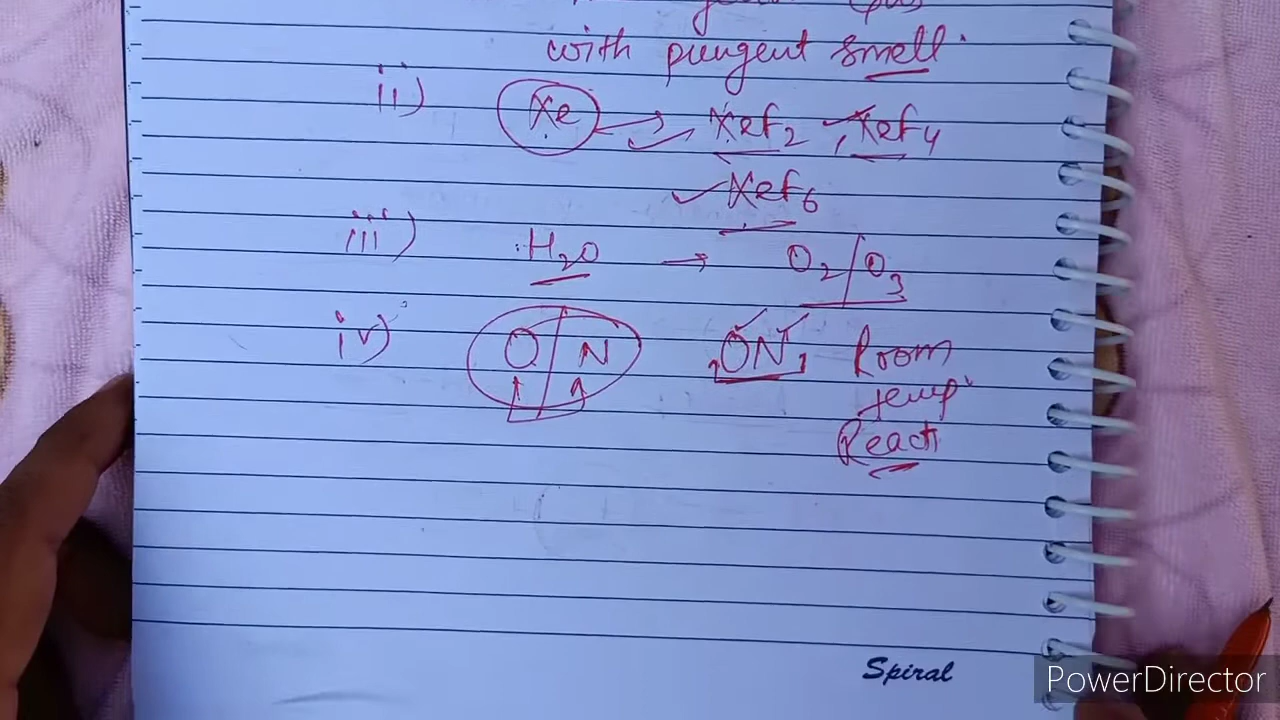 with pungent smell.
ii) Xe → XeF2, XeF4
XeF6
iii) H2O → O2/O3
iv) O N ON, Room
temp
React
Spiral
PowerDirector